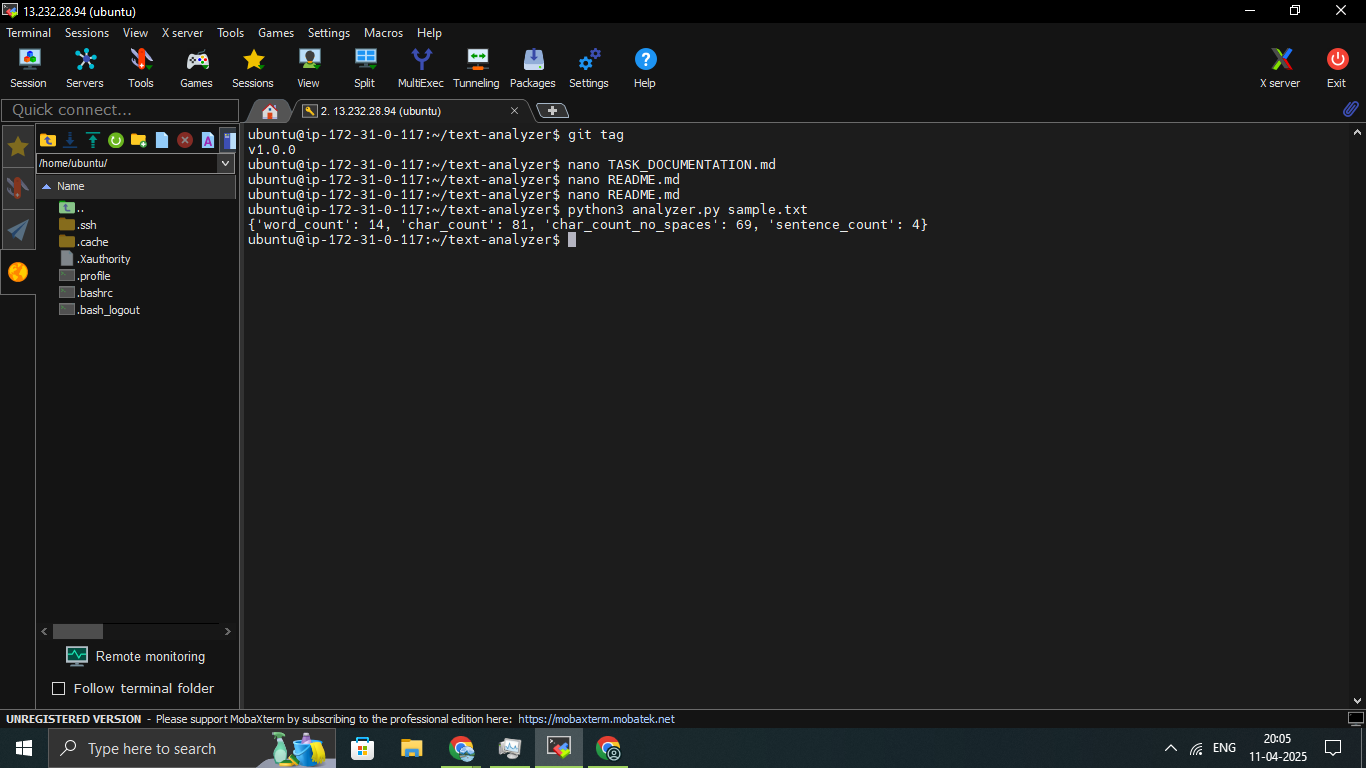 13.232.28.94 (ubuntu)
Terminal Sessions View X server Tools Games Settings Macros Help
Session Servers Tools Games Sessions View Split MultiExec Tunneling Packages Settings Help X server Exit
Quick connect...
2. 13.232.28.94 (ubuntu)
/home/ubuntu/
Name
..
.ssh
.cache
.Xauthority
.profile
.bashrc
.bash_logout
Remote monitoring
Follow terminal folder
ubuntu@ip-172-31-0-117:~/text-analyzer$ git tag
v1.0.0
ubuntu@ip-172-31-0-117:~/text-analyzer$ nano TASK_DOCUMENTATION.md
ubuntu@ip-172-31-0-117:~/text-analyzer$ nano README.md
ubuntu@ip-172-31-0-117:~/text-analyzer$ nano README.md
ubuntu@ip-172-31-0-117:~/text-analyzer$ python3 analyzer.py sample.txt
{'word_count': 14, 'char_count': 81, 'char_count_no_spaces': 69, 'sentence_count': 4}
ubuntu@ip-172-31-0-117:~/text-analyzer$
UNREGISTERED VERSION - Please support MobaXterm by subscribing to the professional edition here: https://mobaxterm.mobatek.net
Type here to search
ENG
20:05
11-04-2025